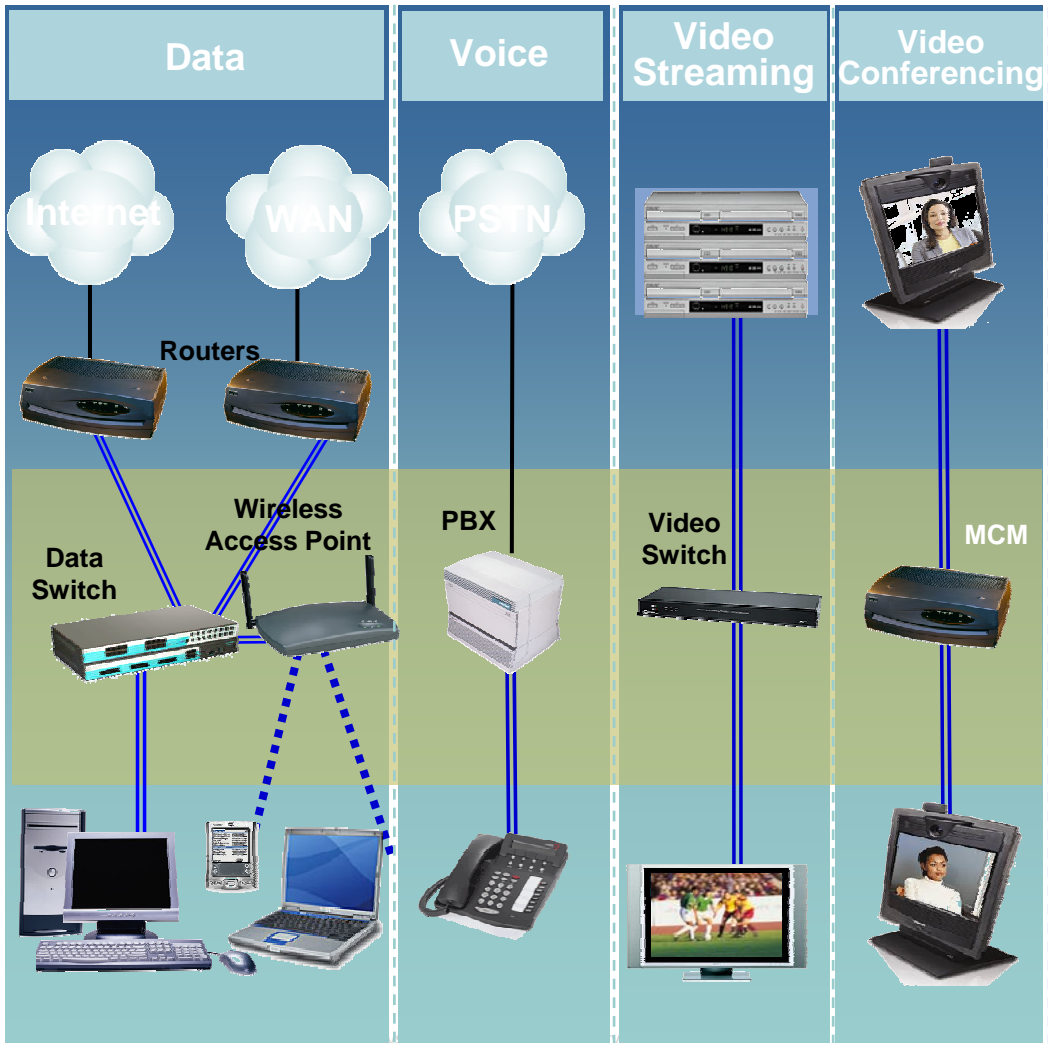 Data
Voice
Video
Streaming
Video
Conferencing
Internet
WAN
PSTN
Routers
Wireless
Access Point
Data
Switch
PBX
Video
Switch
MCM